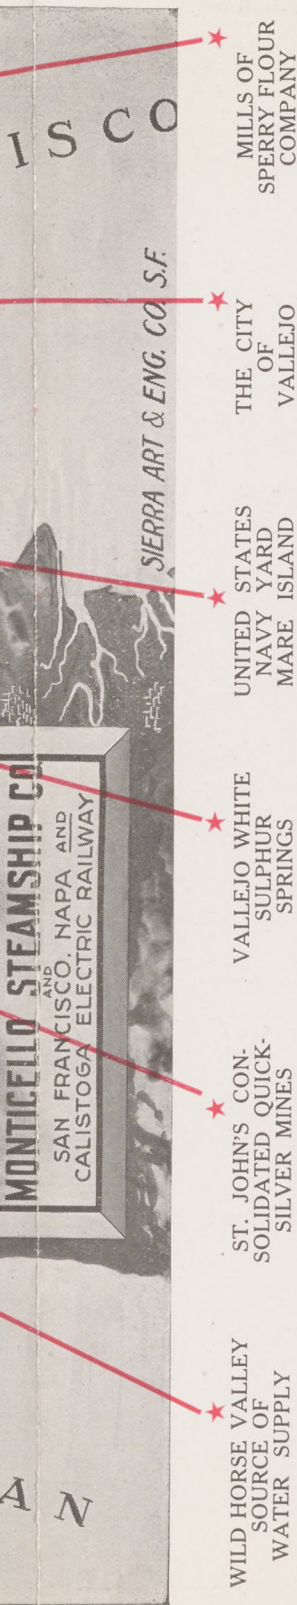 ISCO
SIERRA ART & ENG. CO. S.F.
MONTICELLO STEAMSHIP CO.
AND
SAN FRANCISCO, NAPA AND
CALISTOGA ELECTRIC RAILWAY
AN
WILD HORSE VALLEY
SOURCE OF
WATER SUPPLY
ST. JOHN'S CON-
SOLIDATED QUICK-
SILVER MINES
VALLEJO WHITE
SULPHUR
SPRINGS
UNITED STATES
NAVY YARD
MARE ISLAND
THE CITY
OF
VALLEJO
MILLS OF
SPERRY FLOUR
COMPANY